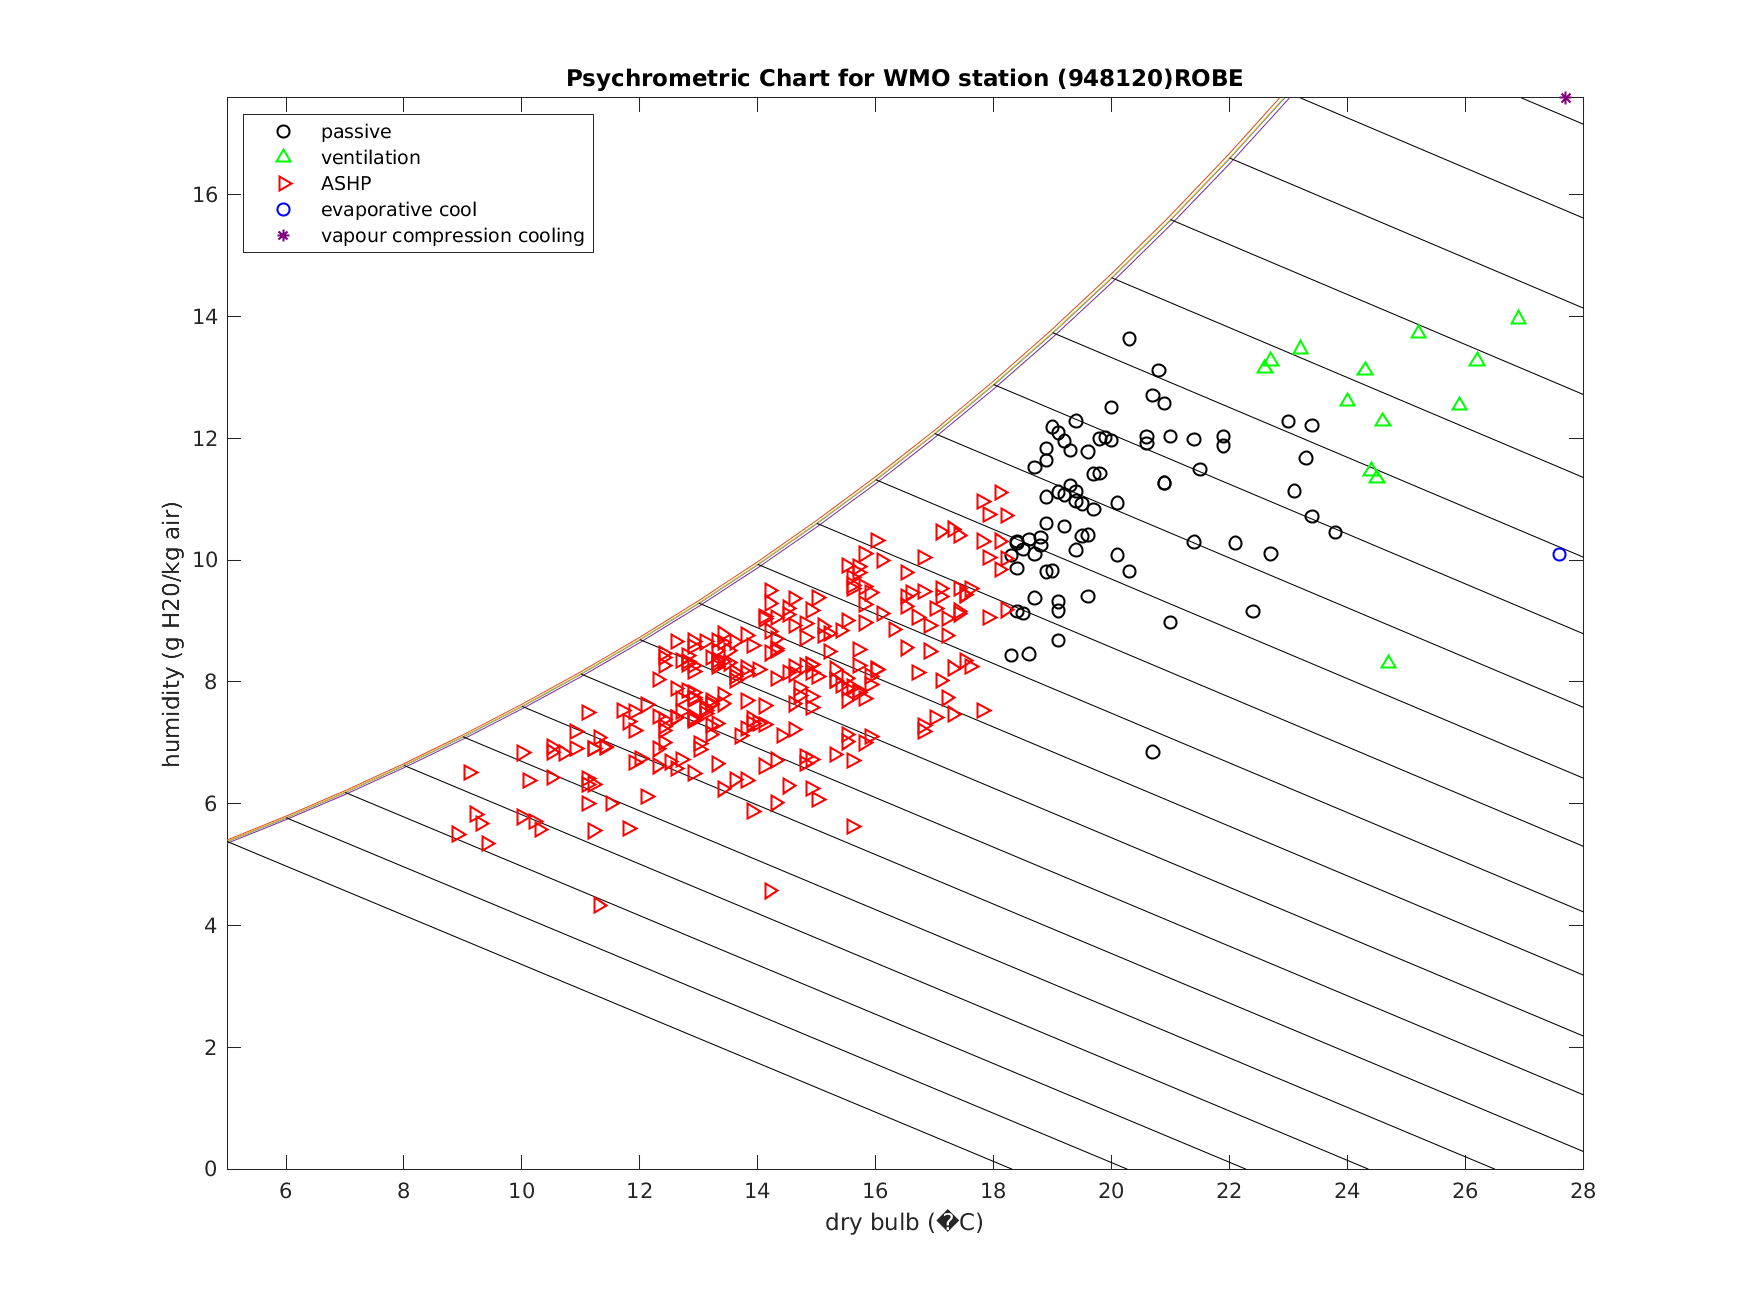 Psychrometric Chart for WMO station (948120)ROBE
passive
ventilation
ASHP
evaporative cool
vapour compression cooling
humidity (g H20/kg air)
16
14
12
10
8
6
4
2
0
6 8 10 12 14 16 18 20 22 24 26 28
dry bulb (�C)